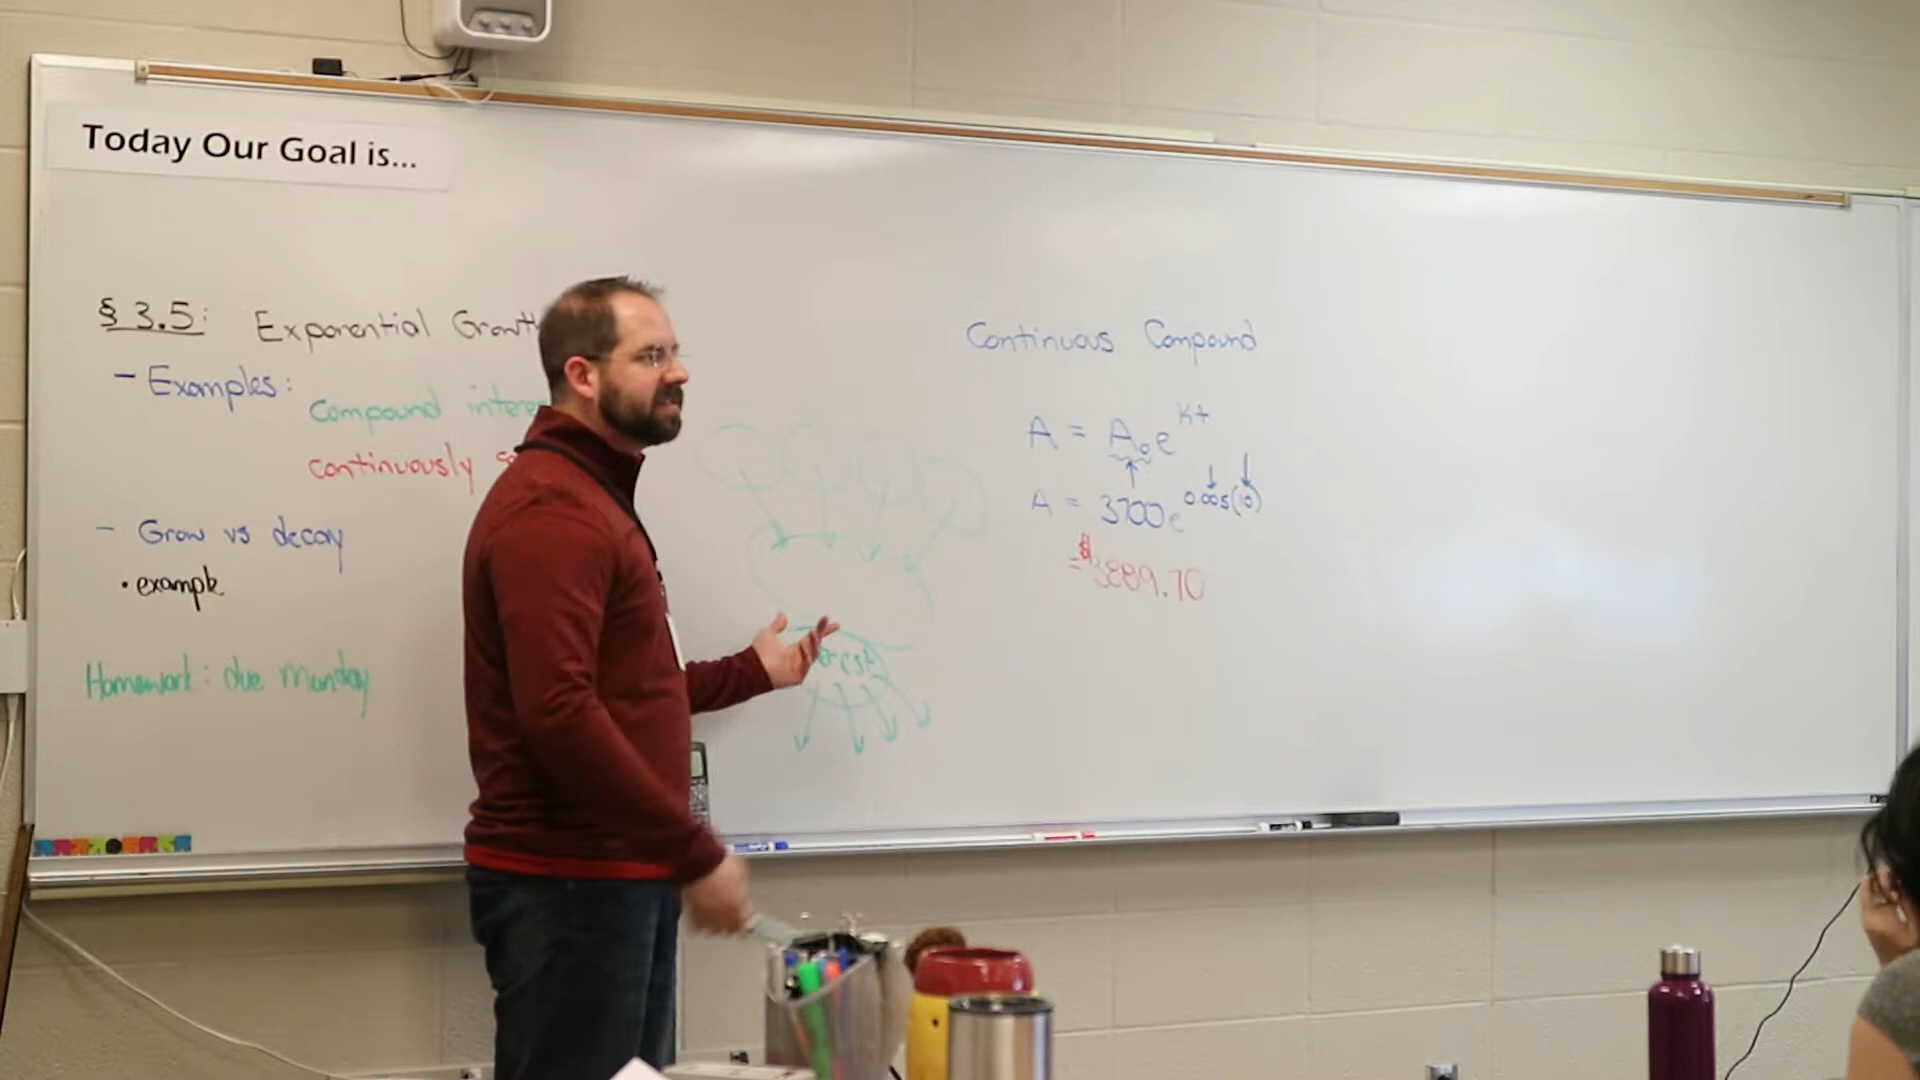 Today Our Goal is...
§ 3.5: Exponential Growth
- Examples:
Compound intere
continuously
- Grow vs decay
• example
Homework: due Monday
Continuous Compound
A = A₀e^kt
A = 3700e^0.005(10)
= $3889.70